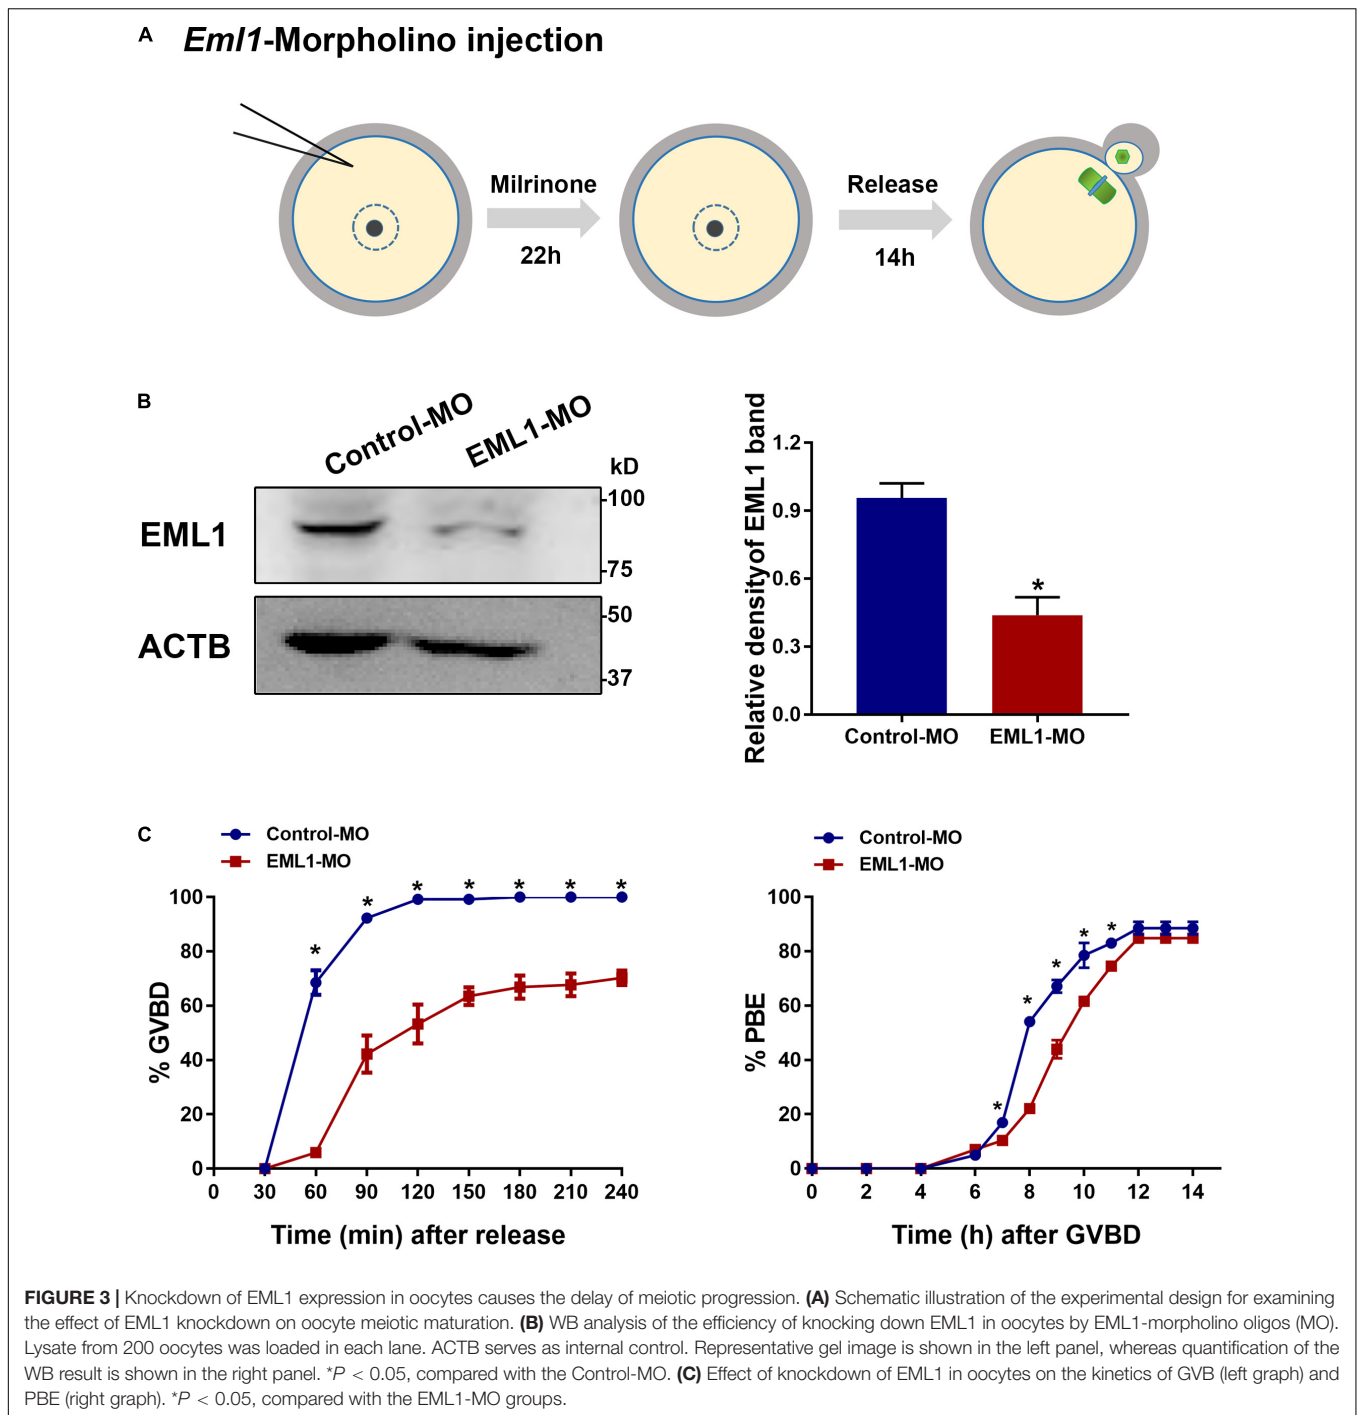 A Eml1-Morpholino injection
Milrinone
22h
Release
14h
B
Control-MO
EML1-MO
kD
EML1
-100
-75
ACTB
-50
-37
Relative densityof EML1 band
1.2
0.9
0.6
0.3
0.0
*
Control-MO EML1-MO
C
Control-MO
EML1-MO
% GVBD
100
80
60
40
20
0
* * * * * * *
0 30 60 90 120 150 180 210 240
Time (min) after release
Control-MO
EML1-MO
% PBE
100
80
60
40
20
0
* * * * *
0 2 4 6 8 10 12 14
Time (h) after GVBD
FIGURE 3 | Knockdown of EML1 expression in oocytes causes the delay of meiotic progression. (A) Schematic illustration of the experimental design for examining
the effect of EML1 knockdown on oocyte meiotic maturation. (B) WB analysis of the efficiency of knocking down EML1 in oocytes by EML1-morpholino oligos (MO).
Lysate from 200 oocytes was loaded in each lane. ACTB serves as internal control. Representative gel image is shown in the left panel, whereas quantification of the
WB result is shown in the right panel. *P < 0.05, compared with the Control-MO. (C) Effect of knockdown of EML1 in oocytes on the kinetics of GVB (left graph) and
PBE (right graph). *P < 0.05, compared with the EML1-MO groups.